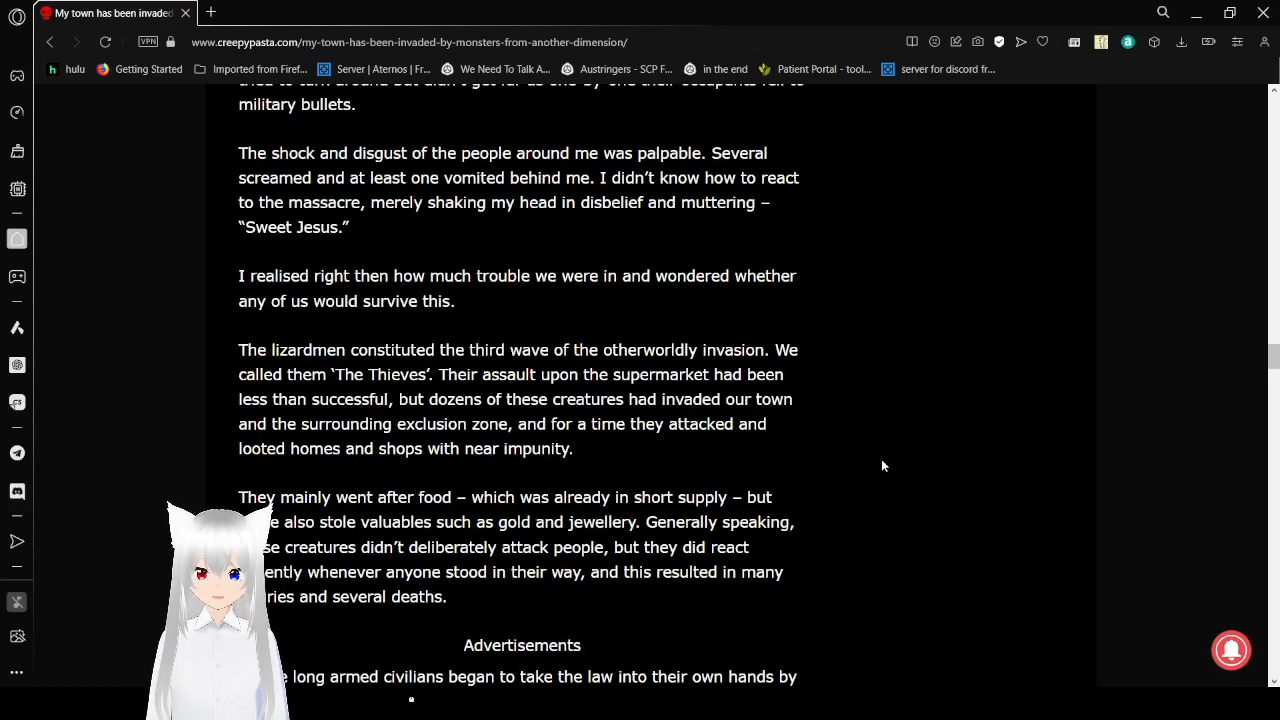 My town has been invaded
VPN
www.creepypasta.com/my-town-has-been-invaded-by-monsters-from-another-dimension/
hulu
Getting Started
Imported from Firef...
Server | Aternos | Fr...
We Need To Talk A...
Austringers - SCP F...
in the end
Patient Portal - tool...
server for discord fr...
military bullets.
The shock and disgust of the people around me was palpable. Several
screamed and at least one vomited behind me. I didn’t know how to react
to the massacre, merely shaking my head in disbelief and muttering –
“Sweet Jesus.”
I realised right then how much trouble we were in and wondered whether
any of us would survive this.
The lizardmen constituted the third wave of the otherworldly invasion. We
called them ‘The Thieves’. Their assault upon the supermarket had been
less than successful, but dozens of these creatures had invaded our town
and the surrounding exclusion zone, and for a time they attacked and
looted homes and shops with near impunity.
They mainly went after food – which was already in short supply – but
also stole valuables such as gold and jewellery. Generally speaking,
creatures didn’t deliberately attack people, but they did react
whenever anyone stood in their way, and this resulted in many
and several deaths.
Advertisements
long armed civilians began to take the law into their own hands by